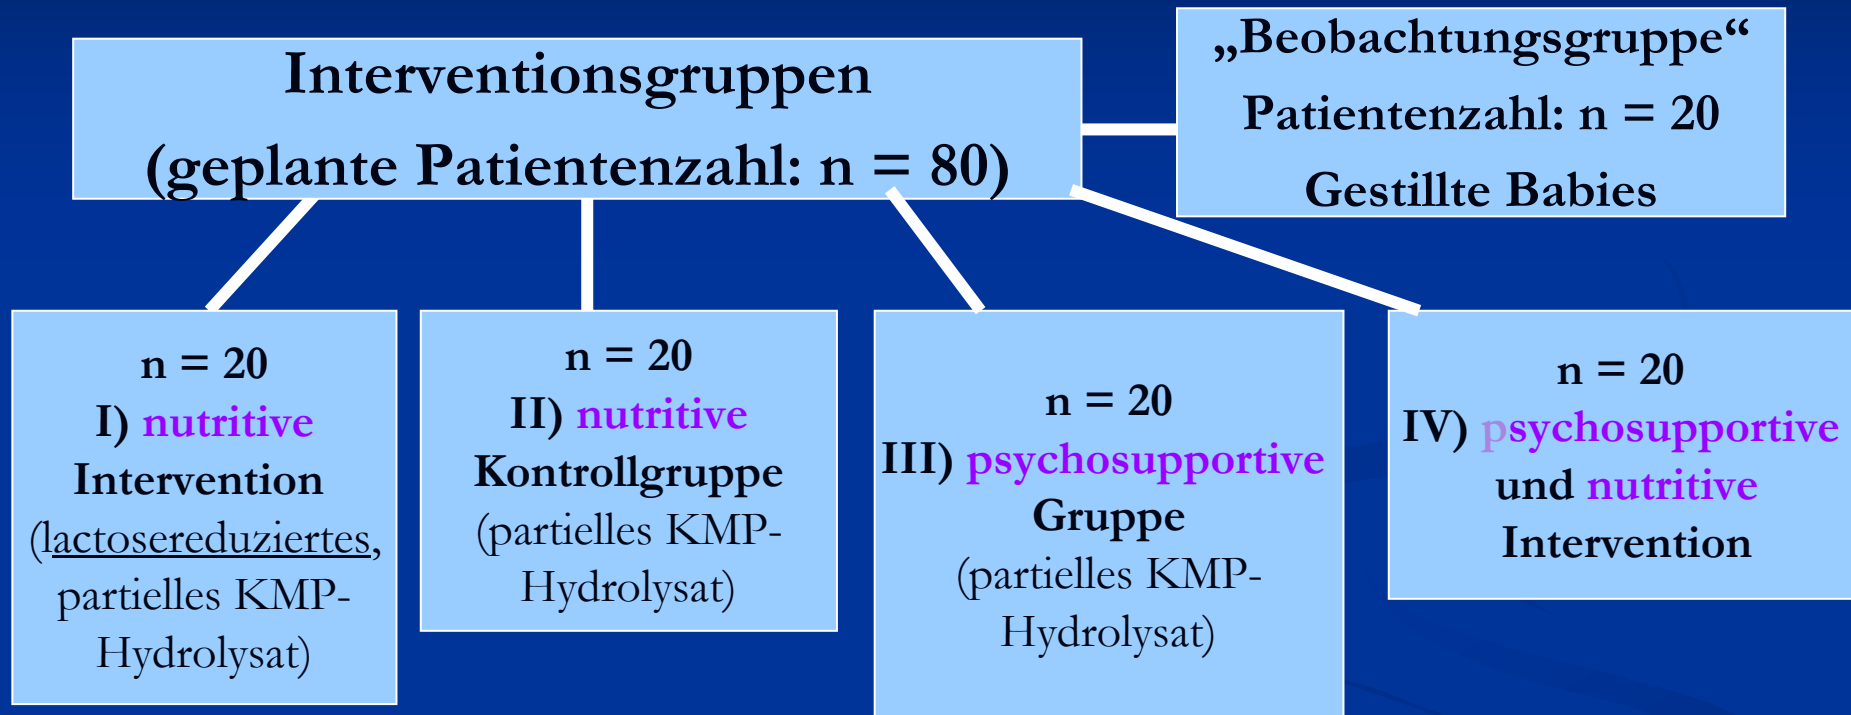 Interventionsgruppen
(geplante Patientenzahl: n = 80)
„Beobachtungsgruppe“
Patientenzahl: n = 20
Gestillte Babies
n = 20
I) nutritive
Intervention
(lactosereduziertes,
partielles KMP-
Hydrolysat)
n = 20
II) nutritive
Kontrollgruppe
(partielles KMP-
Hydrolysat)
n = 20
III) psychosupportive
Gruppe
(partielles KMP-
Hydrolysat)
n = 20
IV) psychosupportive
und nutritive
Intervention